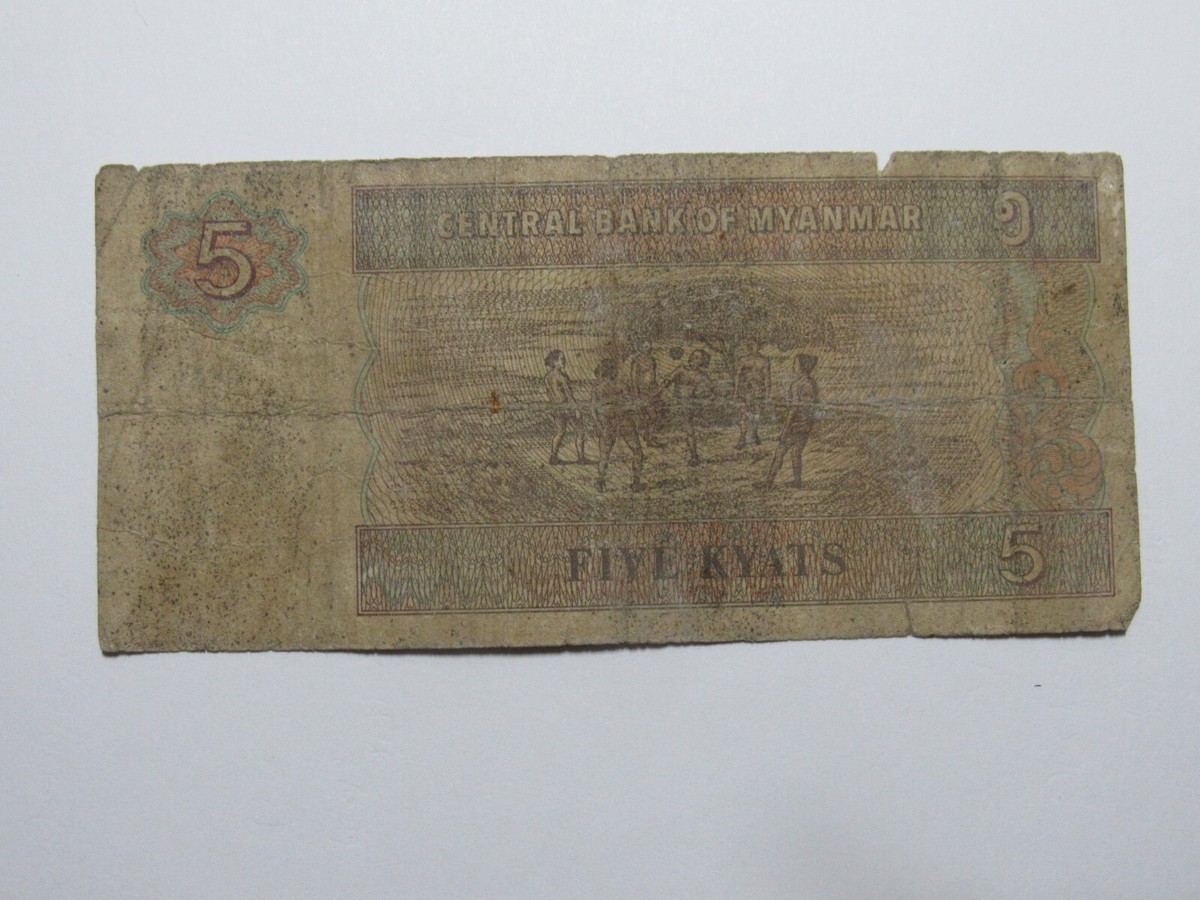 5
CENTRAL BANK OF MYANMAR ၅
FIVE KYATS 5